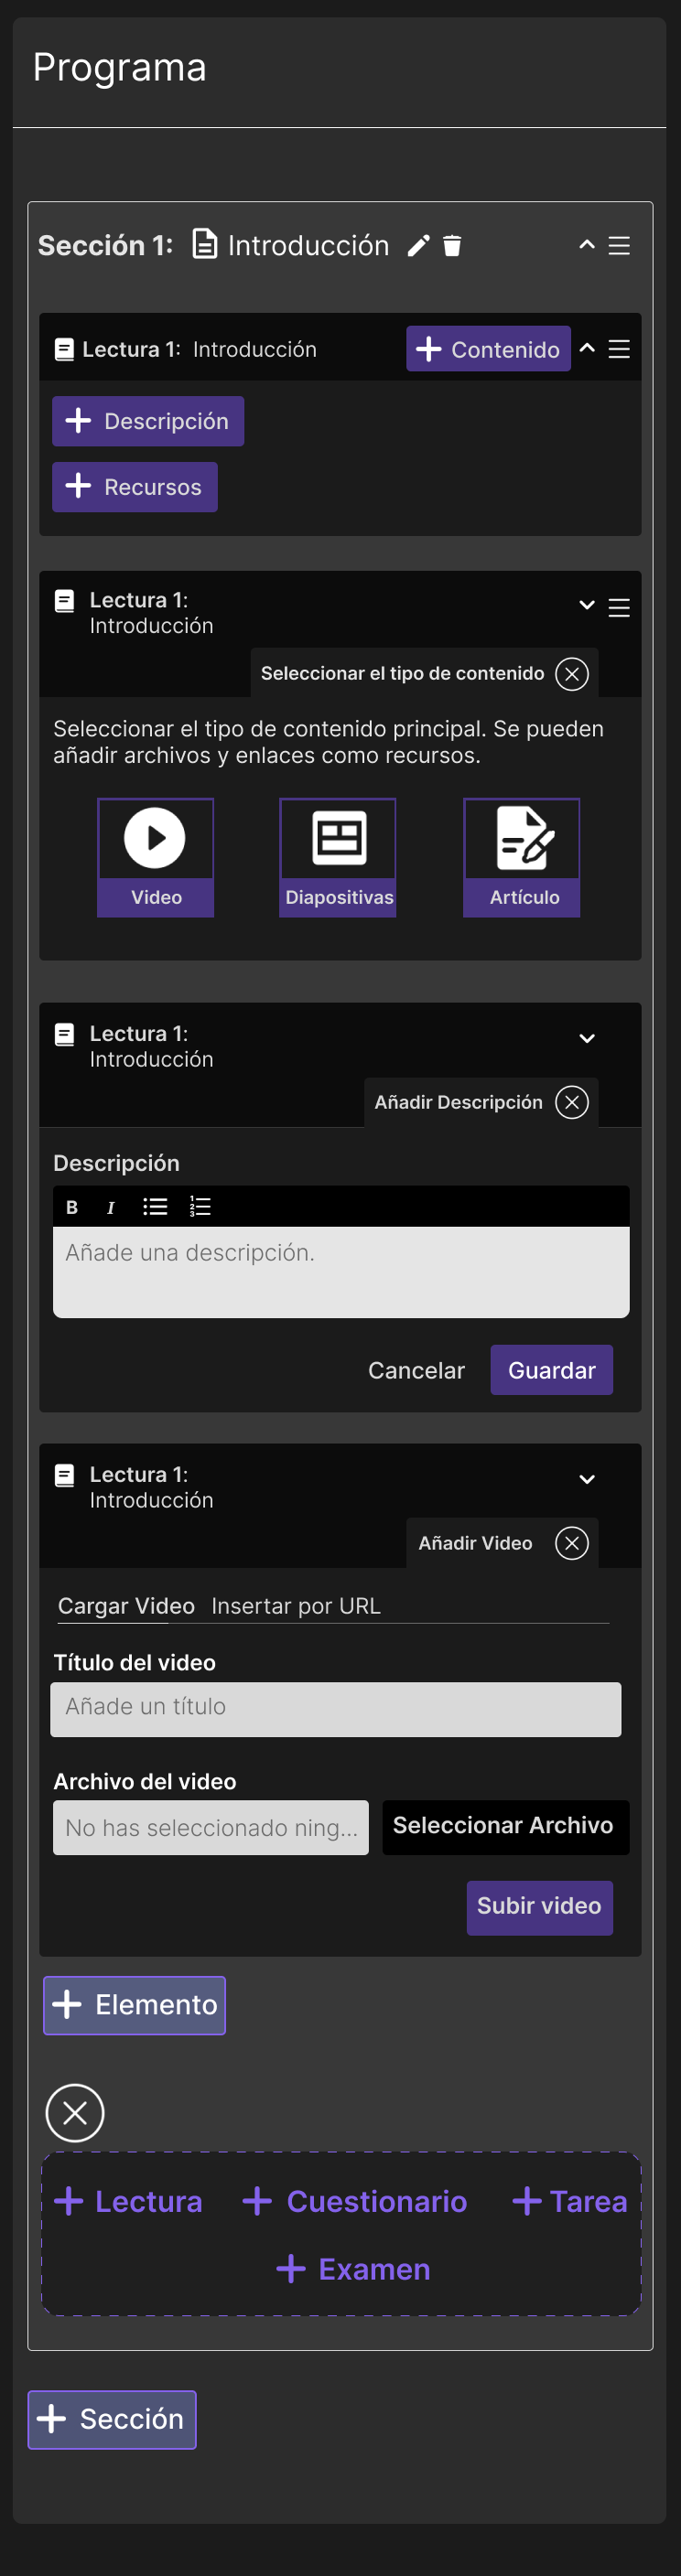 Programa
Sección 1: Introducción
Lectura 1: Introducción
Contenido
Descripción
Recursos
Lectura 1:
Introducción
Seleccionar el tipo de contenido
Seleccionar el tipo de contenido principal. Se pueden
añadir archivos y enlaces como recursos.
Video Diapositivas Artículo
Lectura 1:
Introducción
Añadir Descripción
Descripción
B I
Añade una descripción.
Cancelar Guardar
Lectura 1:
Introducción
Añadir Video
Cargar Video Insertar por URL
Título del video
Añade un título
Archivo del video
No has seleccionado ning... Seleccionar Archivo
Subir video
Elemento
Lectura Cuestionario Tarea
Examen
Sección